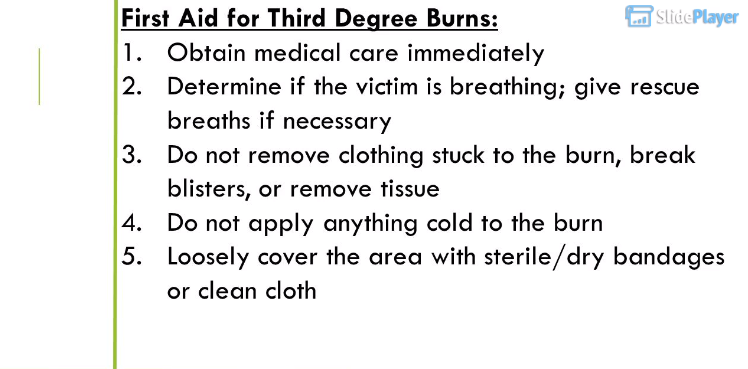 First Aid for Third Degree Burns:
SlidePlayer
1. Obtain medical care immediately
2. Determine if the victim is breathing; give rescue
breaths if necessary
3. Do not remove clothing stuck to the burn, break
blisters, or remove tissue
4. Do not apply anything cold to the burn
5. Loosely cover the area with sterile/dry bandages
or clean cloth